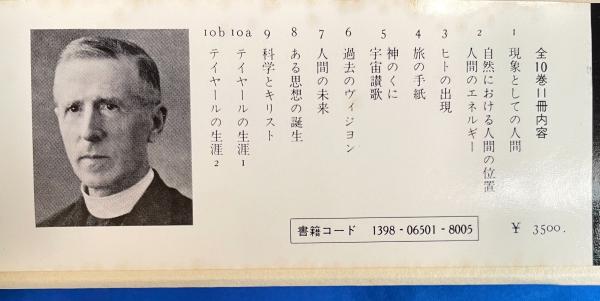 全10巻11冊内容
1 現象としての人間
2 自然における人間の位置
人間のエネルギー
3 ヒトの出現
4 旅の手紙
5 神のくに
宇宙讃歌
6 過去のヴィジョン
7 人間の未来
8 ある思想の誕生
9 科学とキリスト
10a テイヤールの生涯1
10b テイヤールの生涯2
書籍コード 1398-06501-8005
¥ 3500.